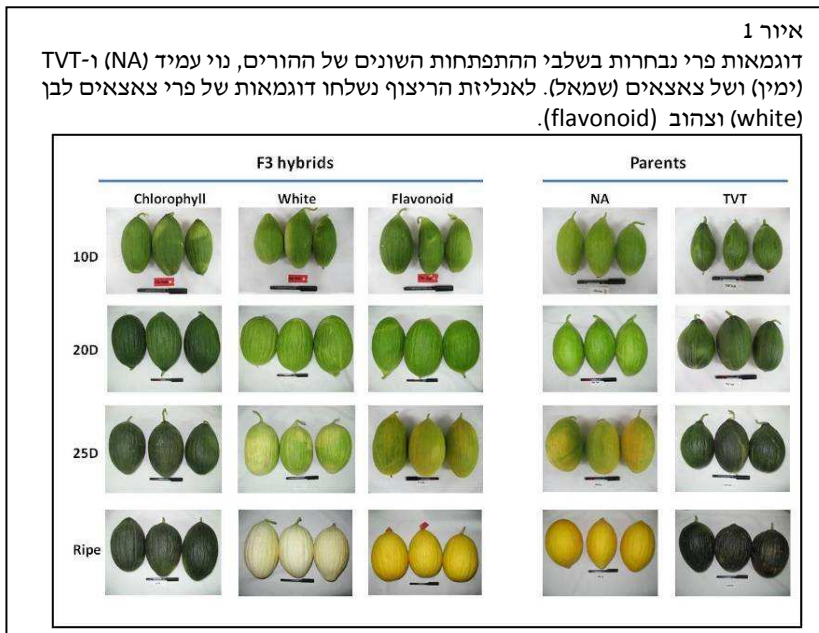 איור 1
דוגמאות פרי נבחרות בשלבי ההתפתחות השונים של ההורים, נוי עמיד (NA) ו-TVT
(ימין) ושל צאצאים (שמאל). לאנליזת הריצוף נשלחו דוגמאות של פרי צאצאים לבן
(white) וצהוב (flavonoid).
F3 hybrids Parents
Chlorophyll White Flavonoid NA TVT
10D
20D
25D
Ripe